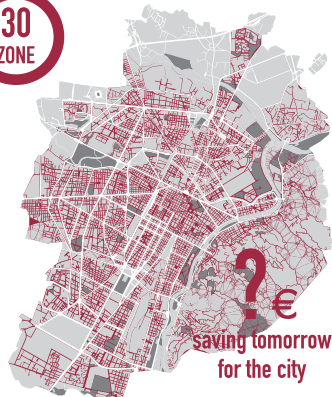 30
ZONE
? €
saving tomorrow
for the city